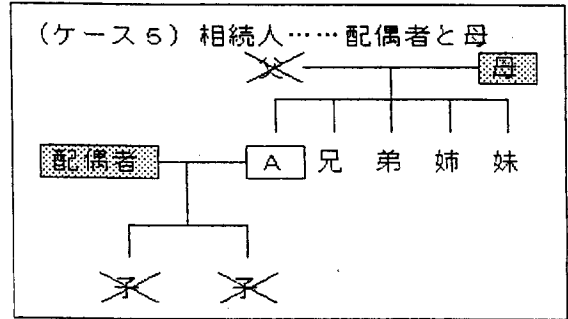 （ケース５）相続人……配偶者と母
父 母
配偶者 A 兄 弟 姉 妹
子 子